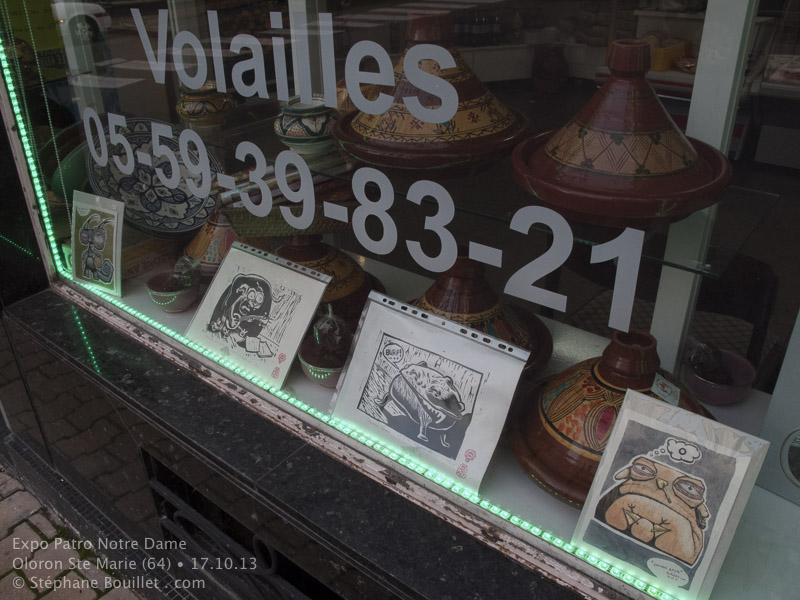 Volailles
05-59-39-83-21
BURP!
Expo Patro Notre Dame
Oloron Ste Marie (64) • 17.10.13
© Stéphane Bouillet . com